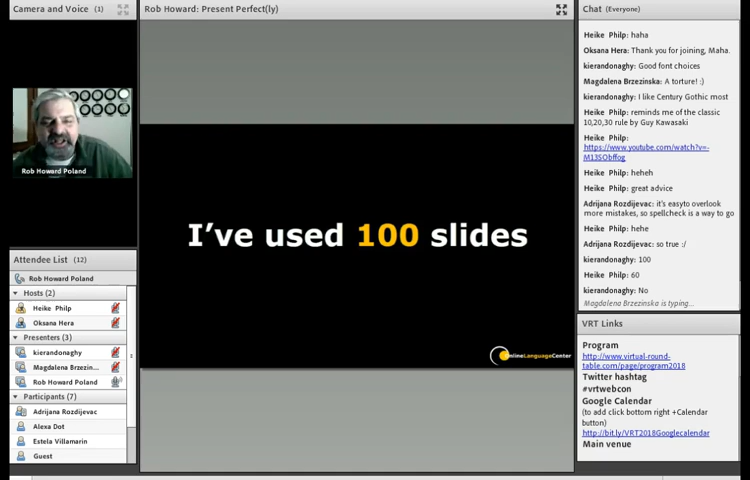 Camera and Voice (1)
Rob Howard Poland
Attendee List (12)
Rob Howard Poland
Hosts (2)
Heike Philp
Oksana Hera
Presenters (3)
kierandonaghy
Magdalena Brzezin...
Rob Howard Poland
Participants (7)
Adrijana Rozdijevac
Alexa Dot
Estela Villamarin
Guest
Rob Howard: Present Perfect(ly)
I've used 100 slides
OnlineLanguageCenter
Chat (Everyone)
Heike Philp: haha
Oksana Hera: Thank you for joining, Maha.
kierandonaghy: Good font choices
Magdalena Brzezinska: A torture! :)
kierandonaghy: I like Century Gothic most
Heike Philp: reminds me of the classic
10,20,30 rule by Guy Kawasaki
Heike Philp:
https://www.youtube.com/watch?v=-
M13SObffog
Heike Philp: heheh
Heike Philp: great advice
Adrijana Rozdijevac: it's easyto overlook
more mistakes, so spellcheck is a way to go
Heike Philp: hehe
Adrijana Rozdijevac: so true :/
kierandonaghy: 100
Heike Philp: 60
kierandonaghy: No
Magdalena Brzezinska is typing...
VRT Links
Program
http://www.virtual-round-
table.com/page/program2018
Twitter hashtag
#vrtwebcon
Google Calendar
(to add click bottom right +Calendar
button)
http://bit.ly/VRT2018Googlecalendar
Main venue